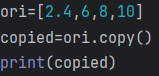 ori=[2.4,6,8,10]
copied=ori.copy()
print(copied)